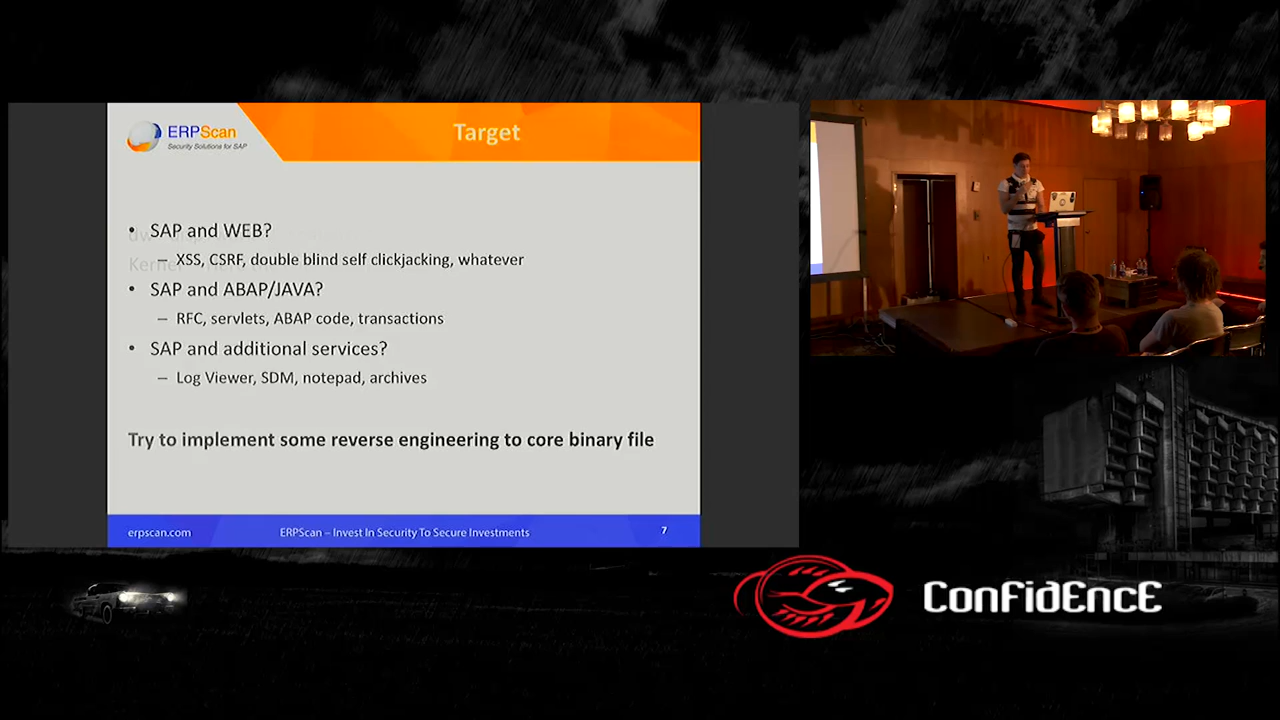 ERPScan
Security Solutions for SAP
Target
• SAP and WEB?
– XSS, CSRF, double blind self clickjacking, whatever
• SAP and ABAP/JAVA?
– RFC, servlets, ABAP code, transactions
• SAP and additional services?
– Log Viewer, SDM, notepad, archives
Try to implement some reverse engineering to core binary file
erpscan.com
ERPScan – Invest In Security To Secure Investments
7
ConFidEncE